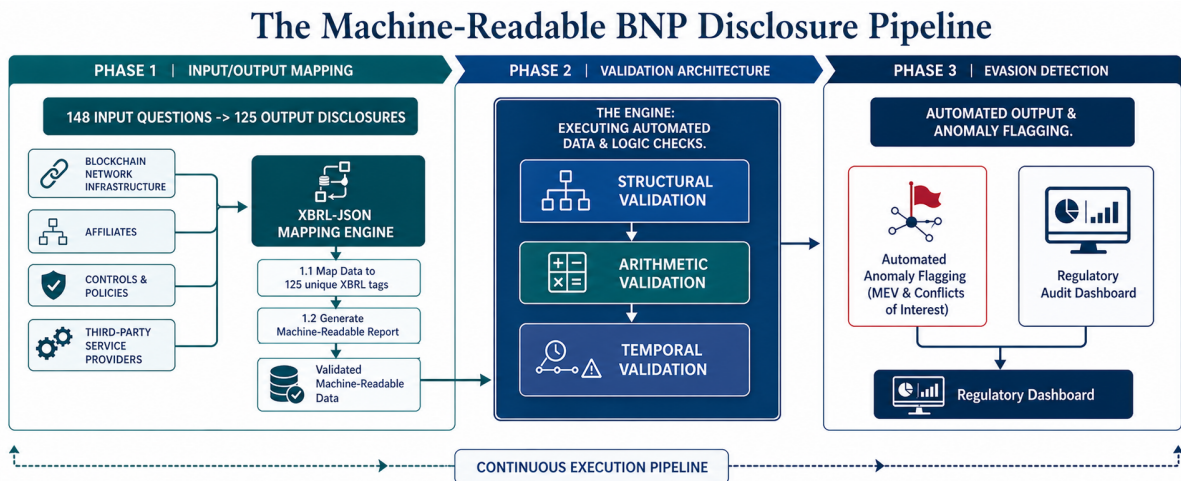 The Machine-Readable BNP Disclosure Pipeline
PHASE 1 | INPUT/OUTPUT MAPPING
148 INPUT QUESTIONS -> 125 OUTPUT DISCLOSURES
BLOCKCHAIN
NETWORK
INFRASTRUCTURE
AFFILIATES
CONTROLS &
POLICIES
THIRD-PARTY
SERVICE
PROVIDERS
XBRL-JSON
MAPPING ENGINE
1.1 Map Data to
125 unique XBRL tags
1.2 Generate
Machine-Readable Report
Validated
Machine-Readable
Data
PHASE 2 | VALIDATION ARCHITECTURE
THE ENGINE:
EXECUTING AUTOMATED
DATA & LOGIC CHECKS.
STRUCTURAL
VALIDATION
ARITHMETIC
VALIDATION
TEMPORAL
VALIDATION
PHASE 3 | EVASION DETECTION
AUTOMATED OUTPUT &
ANOMALY FLAGGING.
Automated
Anomaly Flagging
(MEV & Conflicts
of Interest)
Regulatory
Audit Dashboard
Regulatory Dashboard
CONTINUOUS EXECUTION PIPELINE